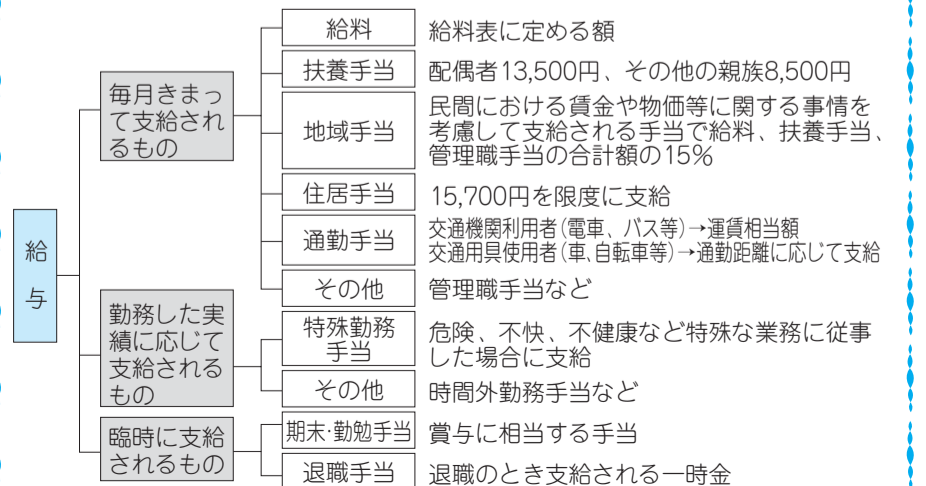 給与
毎月きまっ
て支給され
るもの
給料
給料表に定める額
扶養手当
配偶者13,500円、その他の親族8,500円
地域手当
民間における賃金や物価等に関する事情を
考慮して支給される手当で給料、扶養手当、
管理職手当の合計額の15%
住居手当
15,700円を限度に支給
通勤手当
交通機関利用者(電車、バス等)→運賃相当額
交通用具使用者(車、自転車等)→通勤距離に応じて支給
その他
管理職手当など
勤務した実
績に応じて
支給される
もの
特殊勤務
手当
危険、不快、不健康など特殊な業務に従事
した場合に支給
その他
時間外勤務手当など
臨時に支給
されるもの
期末·勤勉手当
賞与に相当する手当
退職手当
退職のとき支給される一時金